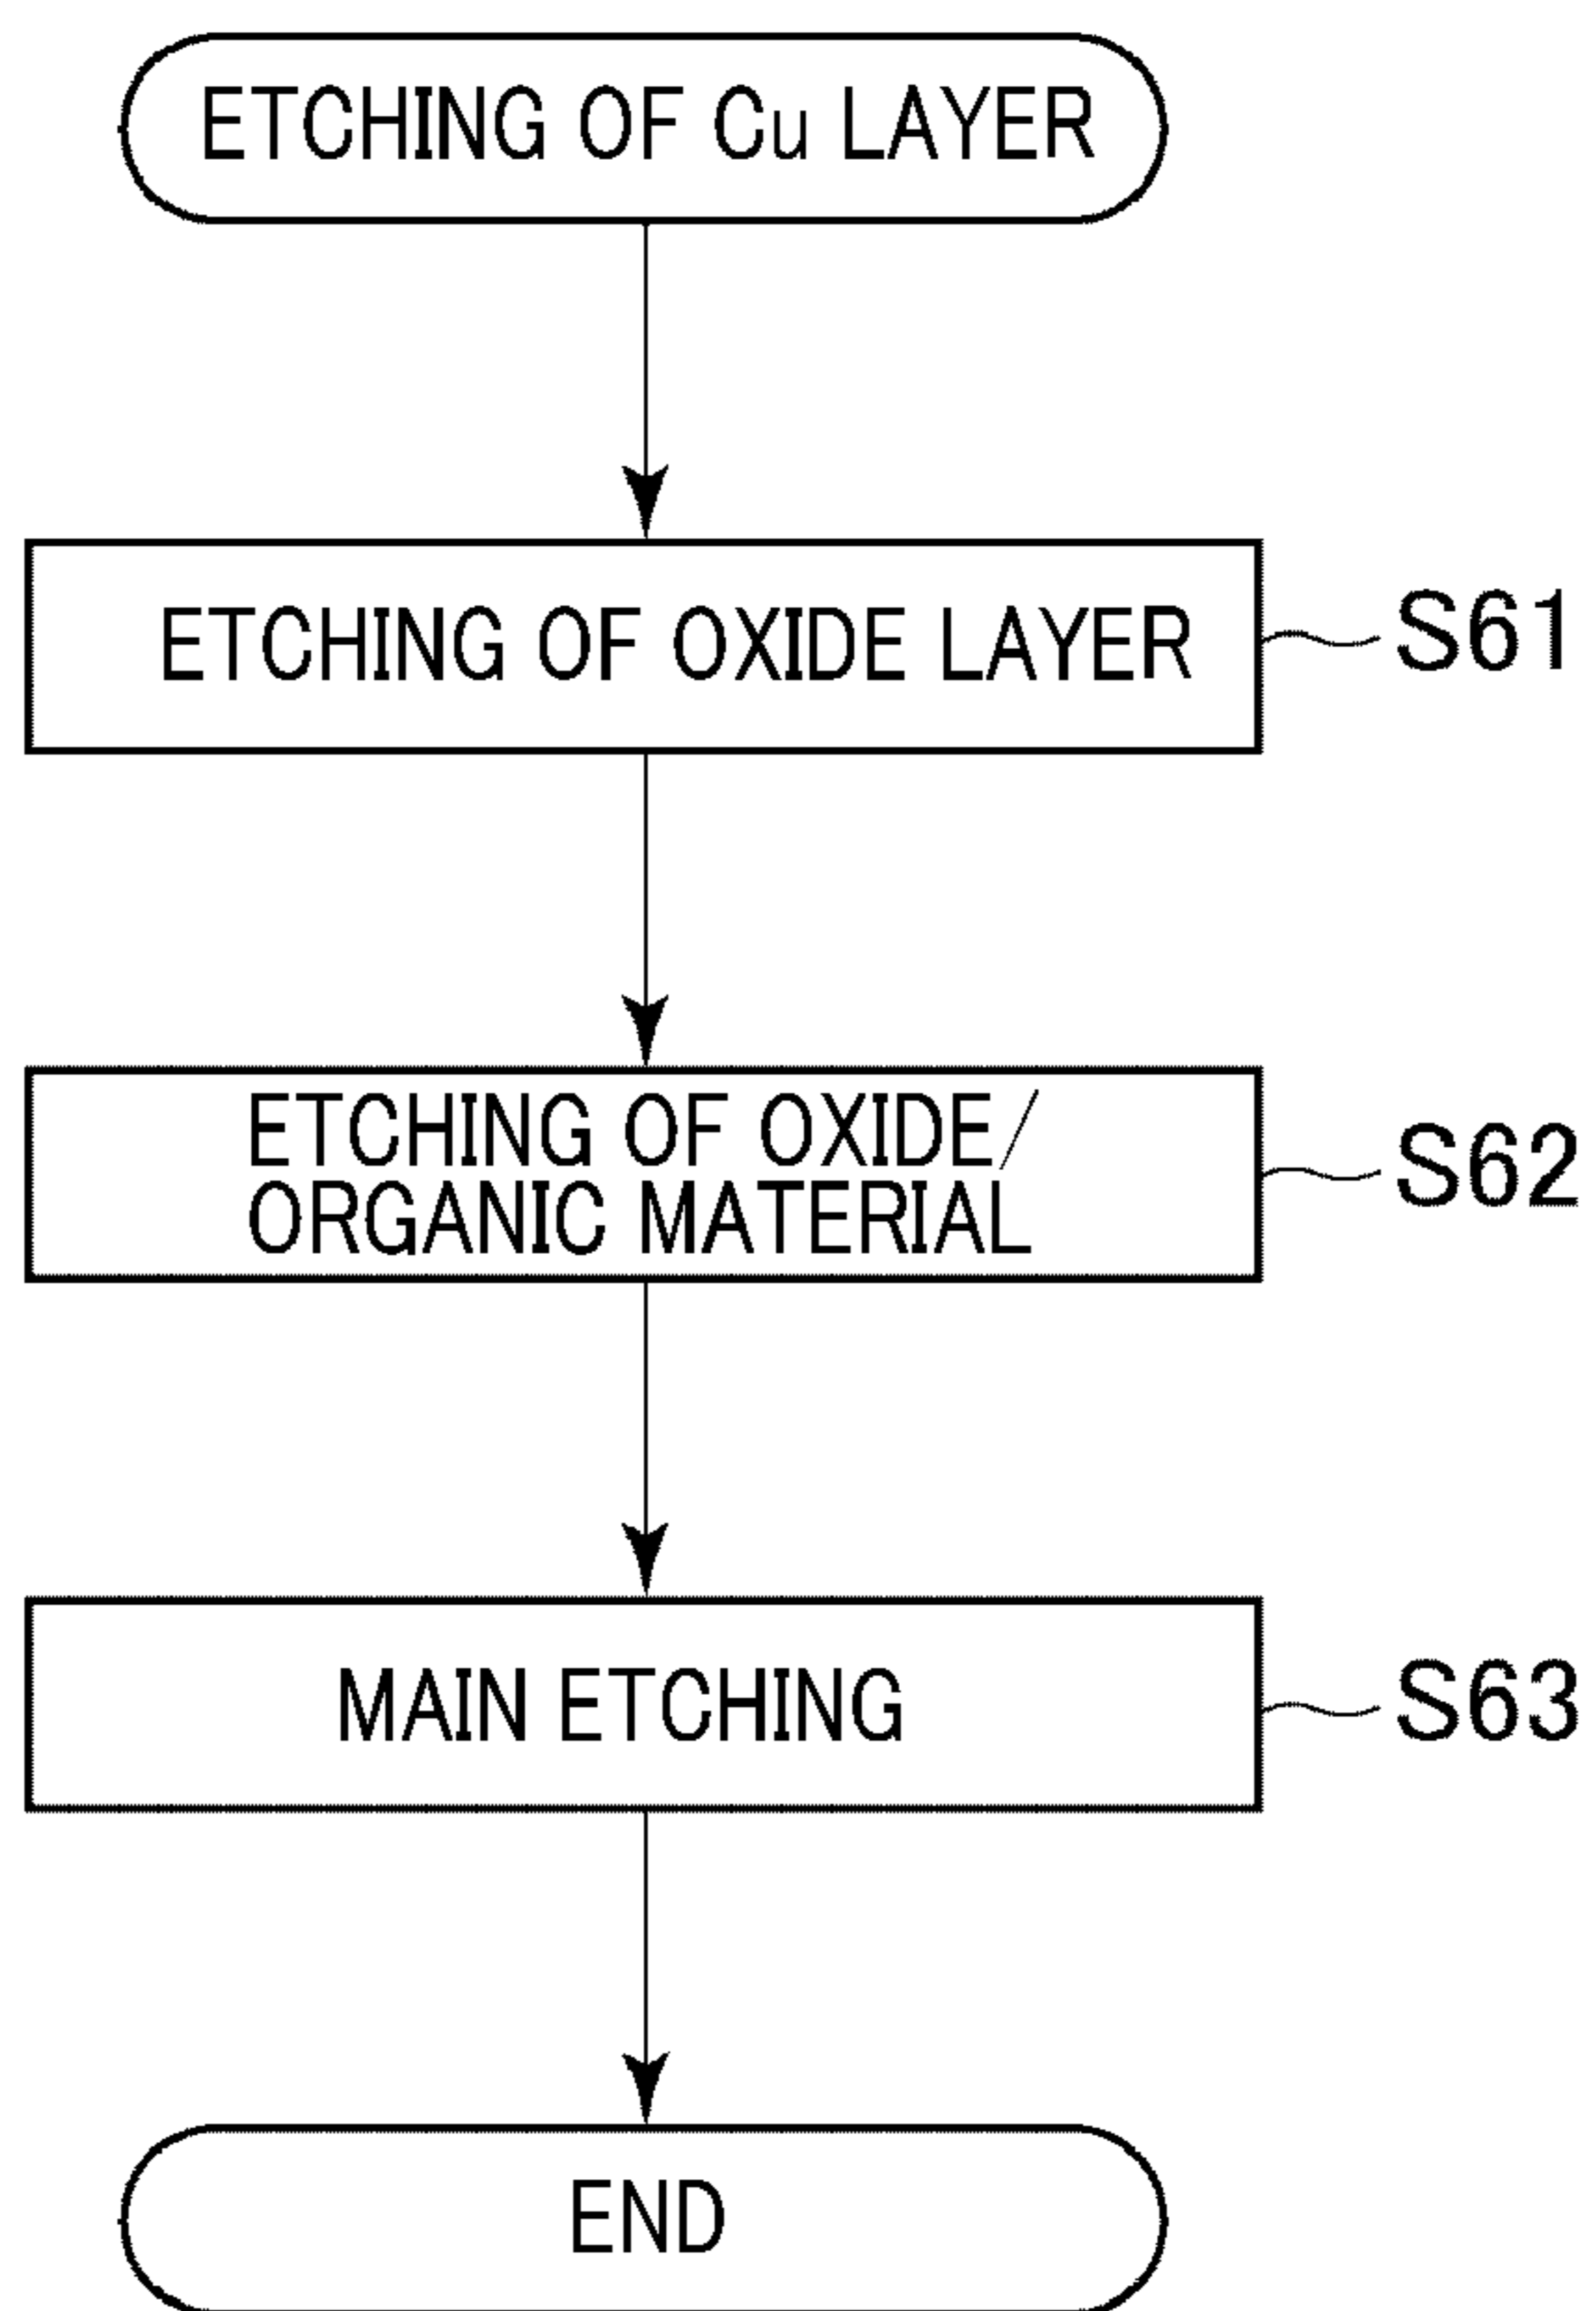 ETCHING OF Cu LAYER
ETCHING OF OXIDE LAYER
S61
ETCHING OF OXIDE/
ORGANIC MATERIAL
S62
MAIN ETCHING
S63
END